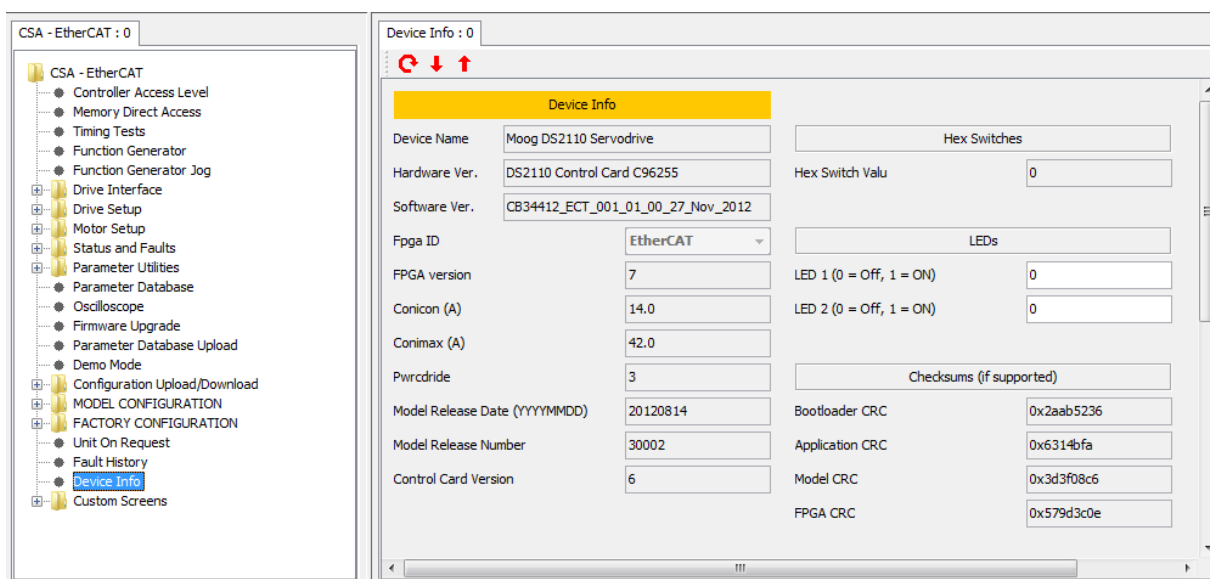 CSA - EtherCAT : 0
CSA - EtherCAT
Controller Access Level
Memory Direct Access
Timing Tests
Function Generator
Function Generator Jog
Drive Interface
Drive Setup
Motor Setup
Status and Faults
Parameter Utilities
Parameter Database
Oscilloscope
Firmware Upgrade
Parameter Database Upload
Demo Mode
Configuration Upload/Download
MODEL CONFIGURATION
FACTORY CONFIGURATION
Unit On Request
Fault History
Device Info
Custom Screens
Device Info : 0
Device Info
Device Name Moog DS2110 Servodrive
Hardware Ver. DS2110 Control Card C96255
Software Ver. CB34412_ECT_001_01_00_27_Nov_2012
Fpga ID EtherCAT
FPGA version 7
Conicon (A) 14.0
Conimax (A) 42.0
Pwrcdride 3
Model Release Date (YYYYMMDD) 20120814
Model Release Number 30002
Control Card Version 6
Hex Switches
Hex Switch Valu 0
LEDs
LED 1 (0 = Off, 1 = ON) 0
LED 2 (0 = Off, 1 = ON) 0
Checksums (if supported)
Bootloader CRC 0x2aab5236
Application CRC 0x6314bfa
Model CRC 0x3d3f08c6
FPGA CRC 0x579d3c0e